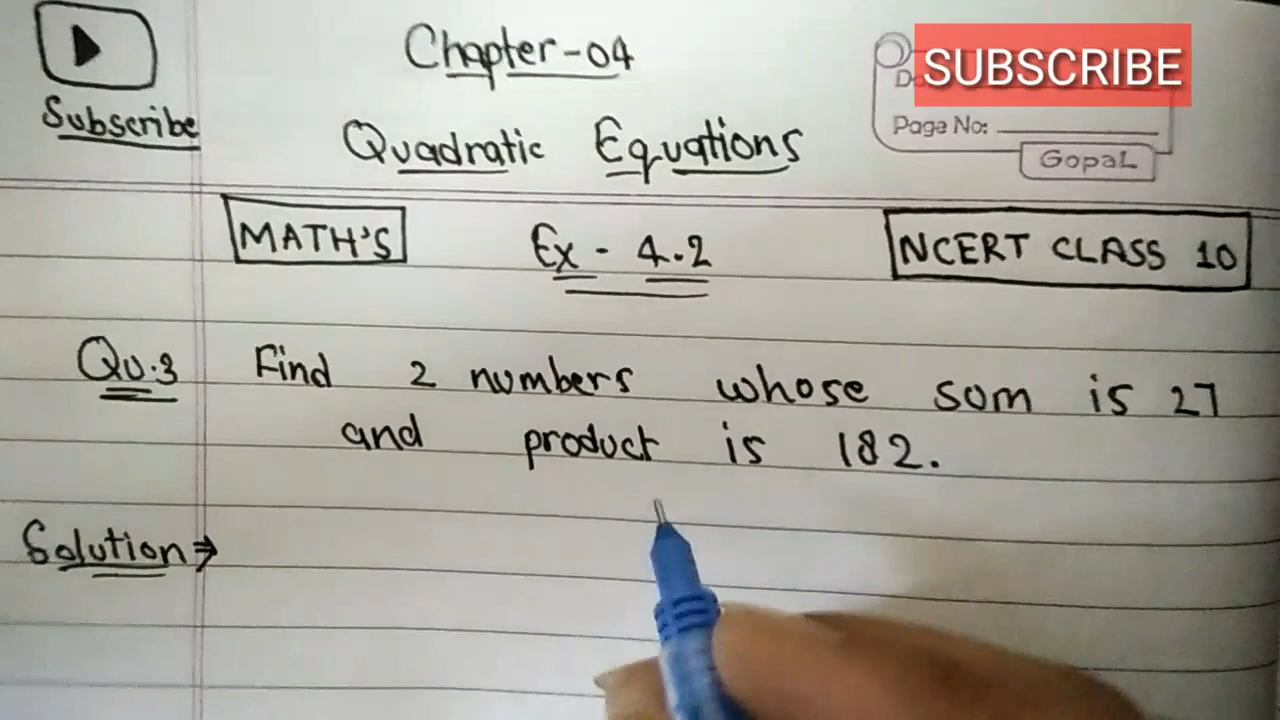 Subscribe
Chapter-04
Quadratic Equations
SUBSCRIBE
Page No:
GopaL
MATH'S
Ex - 4.2
NCERT CLASS 10
Qu.3 Find 2 numbers whose som is 27
and product is 182.
Solution⇒